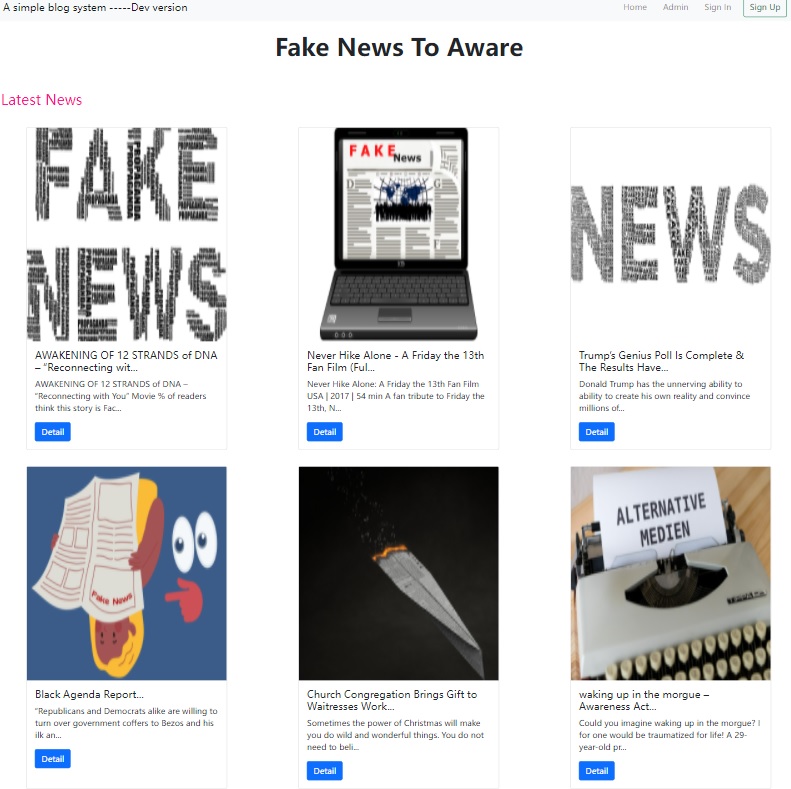 A simple blog system -----Dev version
Home Admin Sign In Sign Up
Fake News To Aware
Latest News
FAKE
NEWS
FAKE News
NEWS
AWAKENING OF 12 STRANDS of DNA
– “Reconnecting wit...
AWAKENING OF 12 STRANDS of DNA –
“Reconnecting with You” Movie % of readers
think this story is Fac...
Detail
Never Hike Alone - A Friday the 13th
Fan Film (Ful...
Never Hike Alone: A Friday the 13th Fan Film
USA | 2017 | 54 min A fan tribute to Friday the
13th, N...
Detail
Trump’s Genius Poll Is Complete &
The Results Have...
Donald Trump has the unnerving ability to
ability to create his own reality and convince
millions of...
Detail
Fake News
ALTERNATIVE
MEDIEN
Black Agenda Report...
“Republicans and Democrats alike are willing to
turn over government coffers to Bezos and his
ilk an...
Detail
Church Congregation Brings Gift to
Waitresses Work...
Sometimes the power of Christmas will make
you do wild and wonderful things. You do not
need to beli...
Detail
waking up in the morgue –
Awareness Act...
Could you imagine waking up in the morgue? I
for one would be traumatized for life! A 29-
year-old pr...
Detail